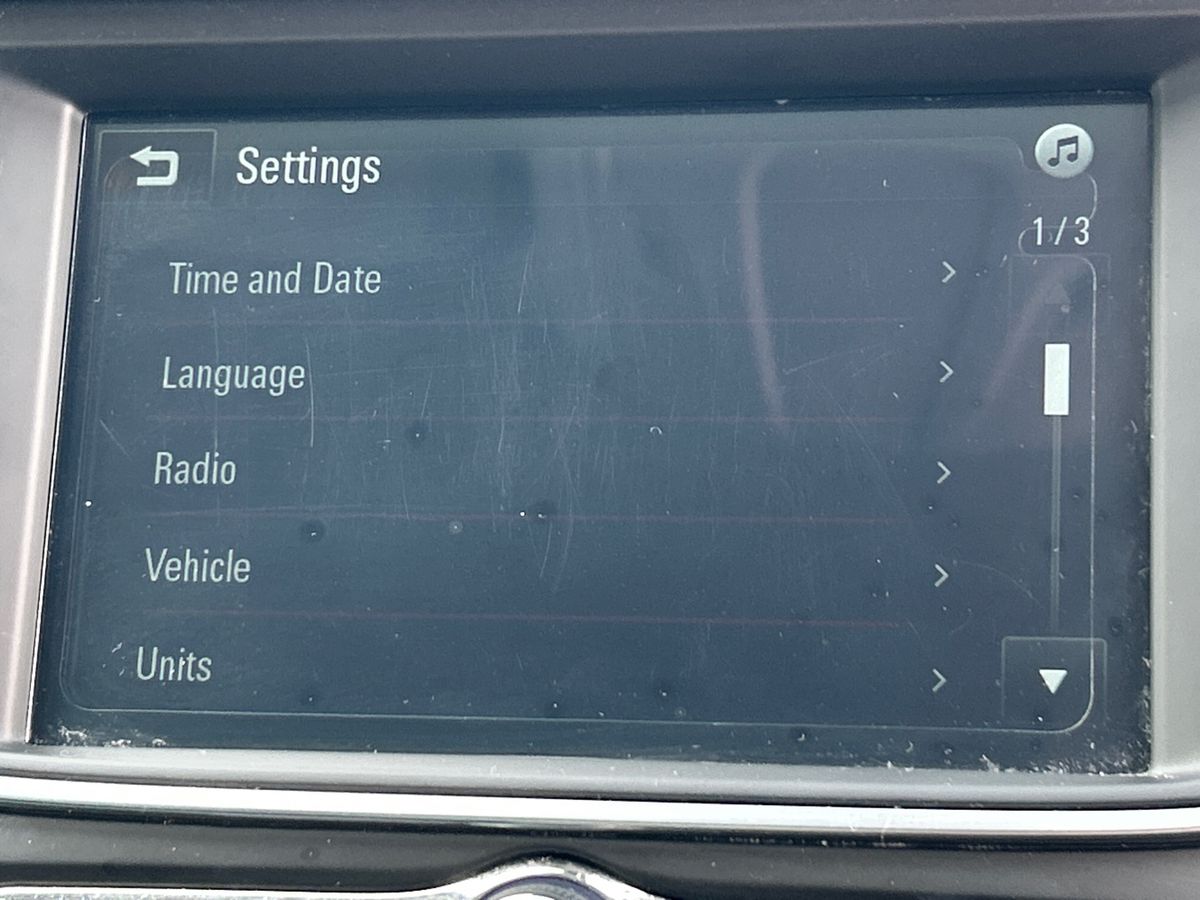 Settings
1/3
Time and Date
Language
Radio
Vehicle
Units